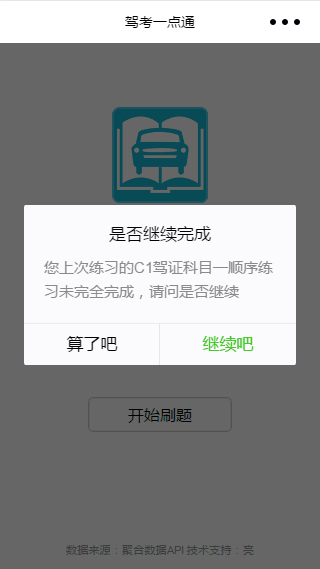 驾考一点通
是否继续完成
您上次练习的C1驾证科目一顺序练
习未完全完成，请问是否继续
算了吧
继续吧
开始刷题
数据来源：聚合数据API 技术支持：亮